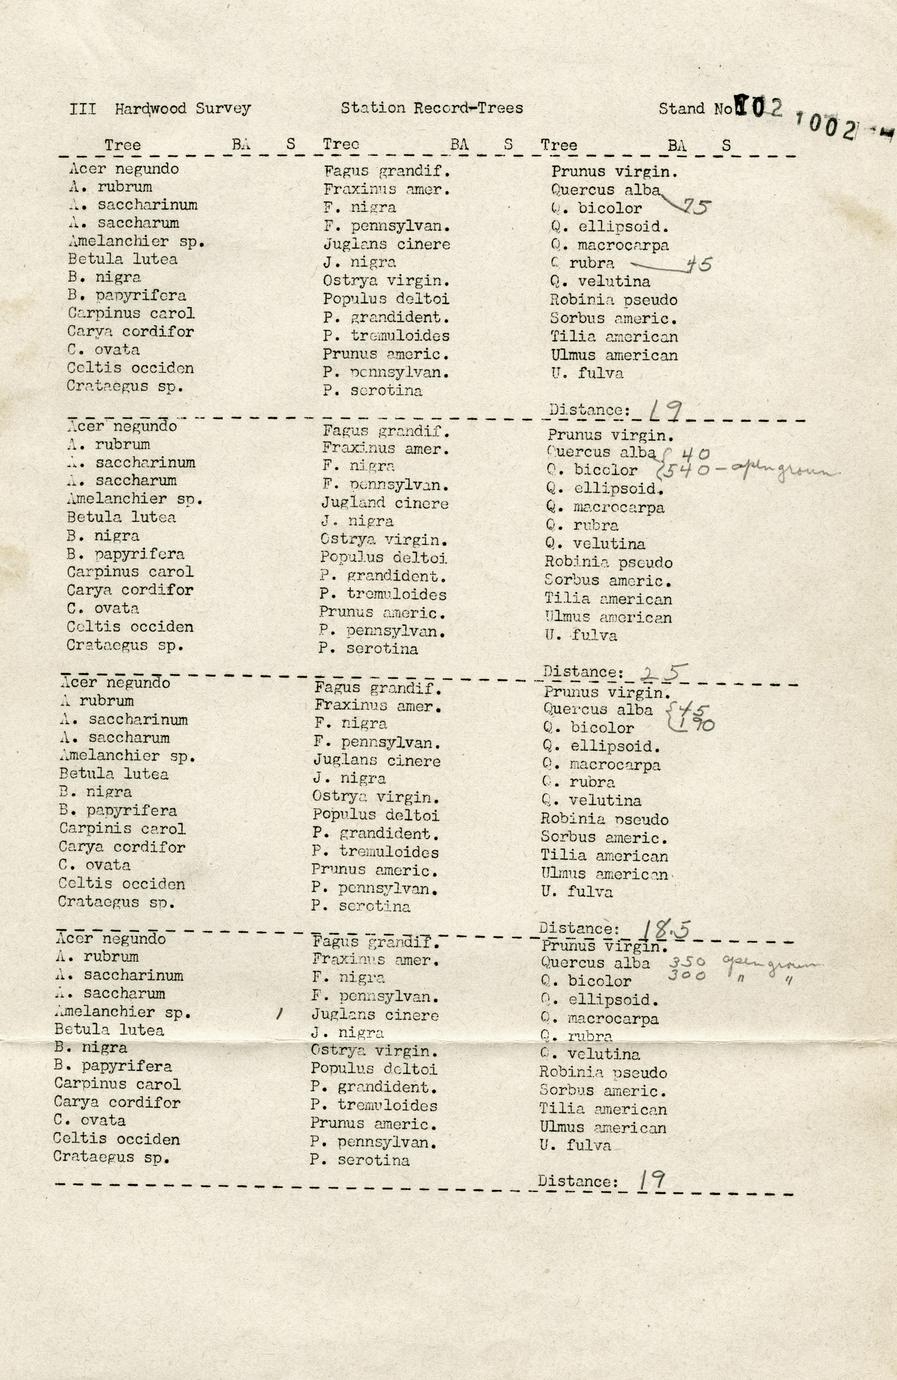 III Hardwood Survey Station Record-Trees Stand No 102 1002
Tree BA S Tree BA S Tree BA S
Acer negundo Fagus grandif. Prunus virgin.
A. rubrum Fraxinus amer. Quercus alba
A. saccharinum F. nigra Q. bicolor 75
A. saccharum F. pennsylvan. Q. ellipsoid.
Amelanchier sp. Juglans cinere Q. macrocarpa
Betula lutea J. nigra Q rubra 45
B. nigra Ostrya virgin. Q. velutina
B. papyrifera Populus deltoi Robinia pseudo
Carpinus carol P. grandident. Sorbus americ.
Carya cordifor P. tremuloides Tilia american
C. ovata Prunus americ. Ulmus american
Celtis occiden P. pennsylvan. U. fulva
Crataegus sp. P. serotina
Distance: 19
Acer negundo Fagus grandif. Prunus virgin.
A. rubrum Fraxinus amer. Quercus alba 40
A. saccharinum F. nigra Q. bicolor 540 - open grown
A. saccharum F. pennsylvan. Q. ellipsoid.
Amelanchier sp. Jugland cinere Q. macrocarpa
Betula lutea J. nigra Q. rubra
B. nigra Ostrya virgin. Q. velutina
B. papyrifera Populus deltoi Robinia pseudo
Carpinus carol P. grandident. Sorbus americ.
Carya cordifor P. tremuloides Tilia american
C. ovata Prunus americ. Ulmus american
Celtis occiden P. pennsylvan. U. fulva
Crataegus sp. P. serotina
Distance: 25
Acer negundo Fagus grandif. Prunus virgin.
A rubrum Fraxinus amer. Quercus alba 45
A. saccharinum F. nigra Q. bicolor 190
A. saccharum F. pennsylvan. Q. ellipsoid.
Amelanchier sp. Juglans cinere Q. macrocarpa
Betula lutea J. nigra Q. rubra
B. nigra Ostrya virgin. Q. velutina
B. papyrifera Populus deltoi Robinia pseudo
Carpinis carol P. grandident. Sorbus americ.
Carya cordifor P. tremuloides Tilia american
C. ovata Prunus americ. Ulmus american
Celtis occiden P. pennsylvan. U. fulva
Crataegus sp. P. serotina
Distance: 18.5
Acer negundo Fagus grandif. Prunus virgin.
A. rubrum Fraxinus amer. Quercus alba 350 open grown
A. saccharinum F. nigra Q. bicolor 300 " "
A. saccharum F. pennsylvan. Q. ellipsoid.
Amelanchier sp. Juglans cinere Q. macrocarpa
Betula lutea J. nigra Q. rubra
B. nigra Ostrya virgin. Q. velutina
B. papyrifera Populus deltoi Robinia pseudo
Carpinus carol P. grandident. Sorbus americ.
Carya cordifor P. tremuloides Tilia american
C. ovata Prunus americ. Ulmus american
Celtis occiden P. pennsylvan. U. fulva
Crataegus sp. P. serotina
Distance: 19